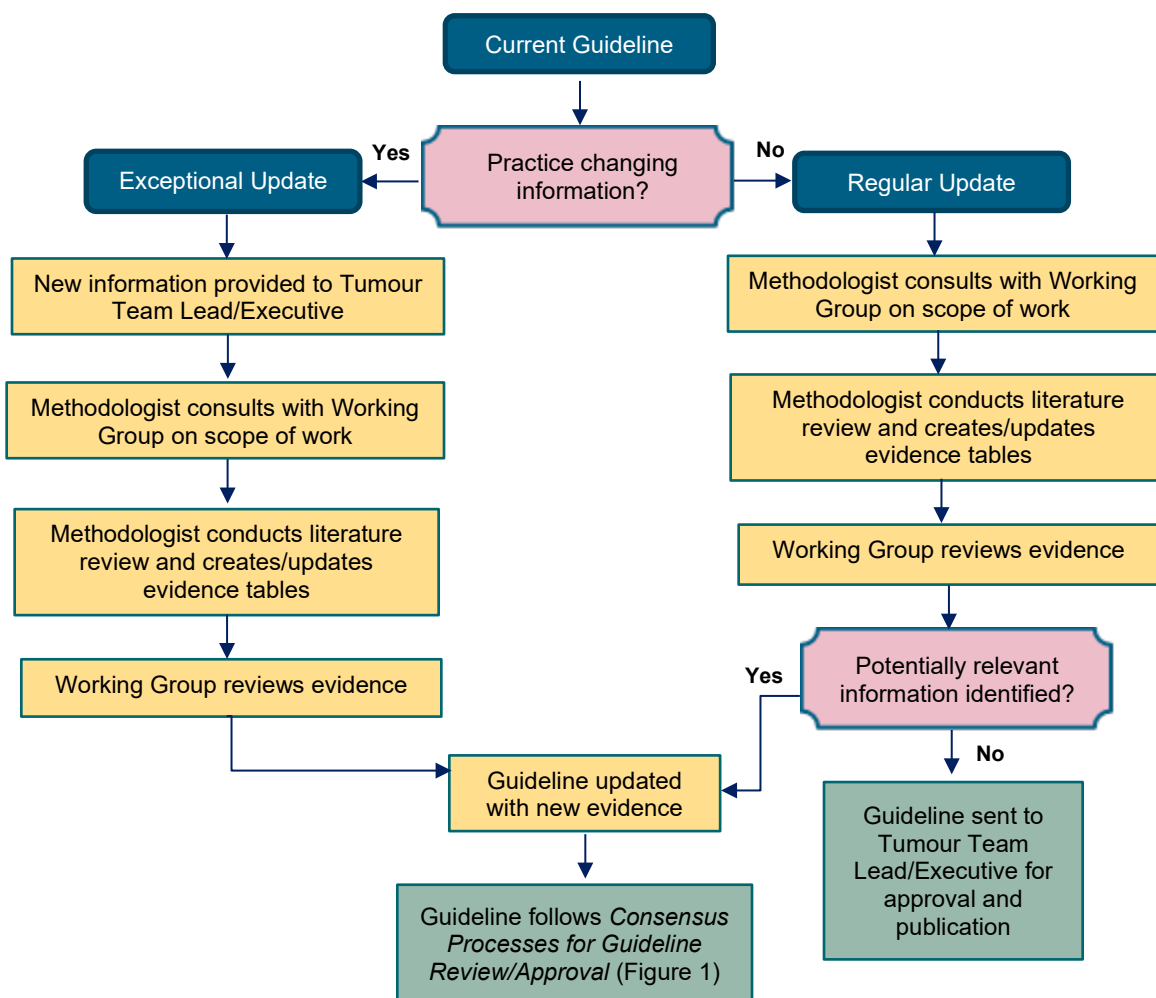 Current Guideline
Practice changing
information?
Yes
No
Exceptional Update
Regular Update
New information provided to Tumour
Team Lead/Executive
Methodologist consults with Working
Group on scope of work
Methodologist conducts literature
review and creates/updates
evidence tables
Working Group reviews evidence
Methodologist consults with Working
Group on scope of work
Methodologist conducts literature
review and creates/updates
evidence tables
Working Group reviews evidence
Potentially relevant
information identified?
Yes
No
Guideline updated
with new evidence
Guideline sent to
Tumour Team
Lead/Executive for
approval and
publication
Guideline follows Consensus
Processes for Guideline
Review/Approval (Figure 1)